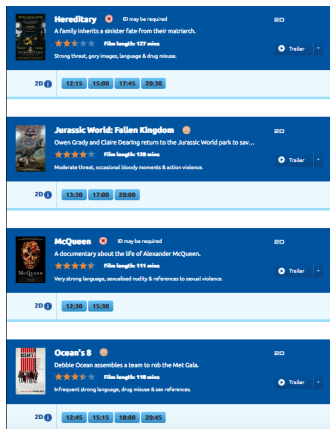 Hereditary ID may be required 2D
A family inherits a sinister fate from their matriarch.
Film length: 127 mins
Trailer
Strong threat, gory images, language & drug misuse.
2D 12:15 15:00 17:45 20:30
Jurassic World: Fallen Kingdom 2D
Owen Grady and Claire Dearing return to the Jurassic World park to sav...
Film length: 128 mins
Trailer
Moderate threat, occasional bloody moments & action violence.
2D 13:30 17:00 20:00
McQueen ID may be required 2D
A documentary about the life of Alexander McQueen.
Film length: 111 mins
Trailer
McQUEEN
Very strong language, sexualised nudity & references to sexual violence.
2D 12:30 15:30
Ocean's 8 2D
OCEAN'S 8
Debbie Ocean assembles a team to rob the Met Gala.
Film length: 110 mins
Trailer
Infrequent strong language, drug misuse & sex references.
2D 12:45 15:15 18:00 20:45